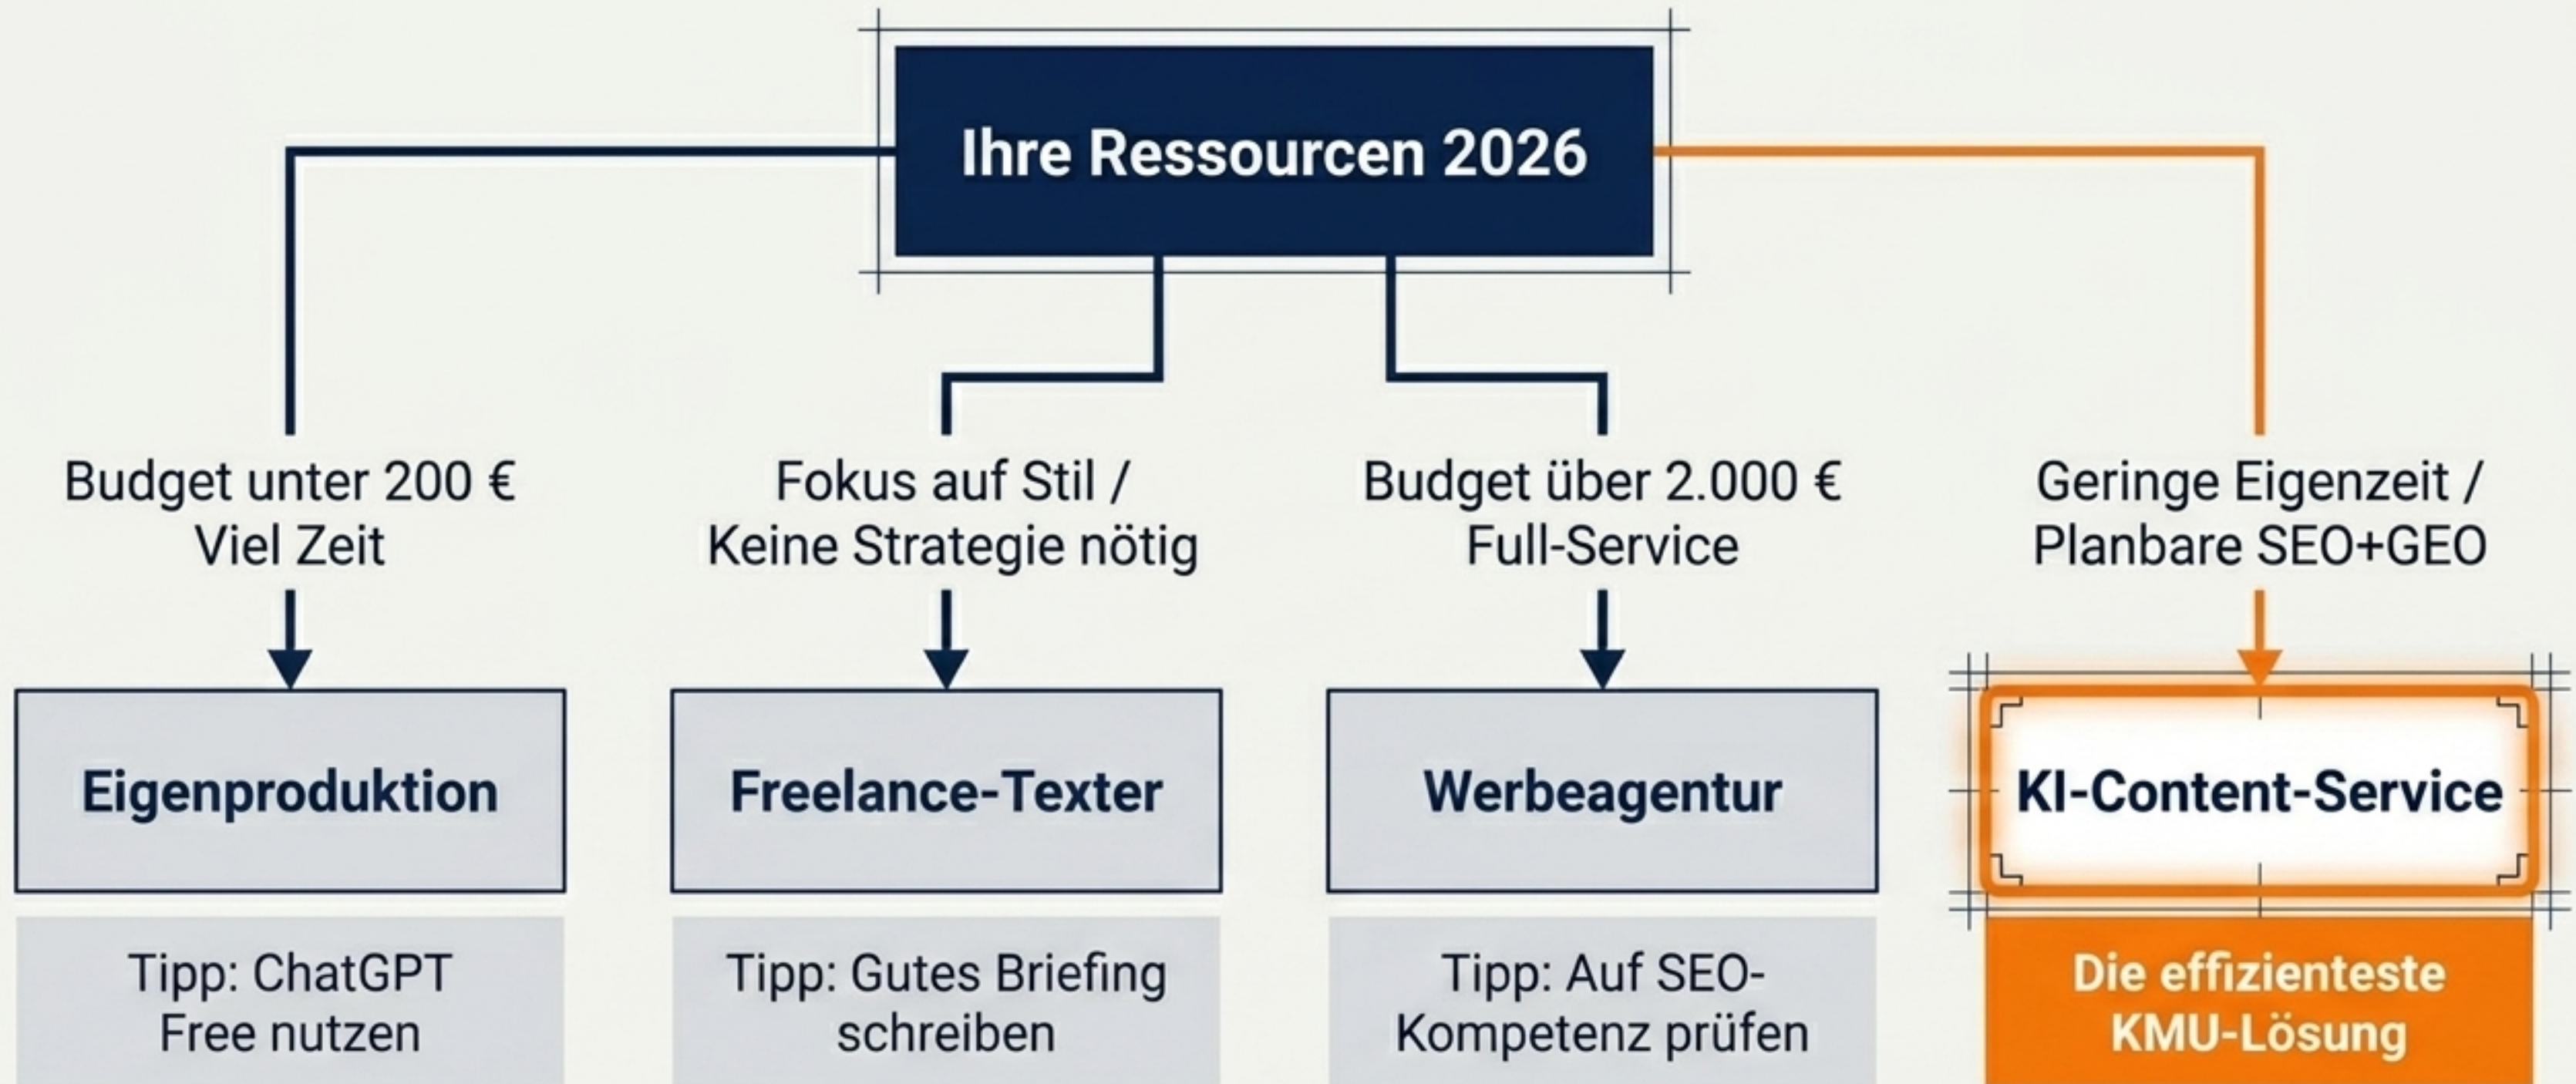 Ihre Ressourcen 2026
Budget unter 200 €
Viel Zeit
Fokus auf Stil /
Keine Strategie nötig
Budget über 2.000 €
Full-Service
Geringe Eigenzeit /
Planbare SEO+GEO
Eigenproduktion
Freelance-Texter
Werbeagentur
KI-Content-Service
Tipp: ChatGPT
Free nutzen
Tipp: Gutes Briefing
schreiben
Tipp: Auf SEO-
Kompetenz prüfen
Die effizienteste
KMU-Lösung